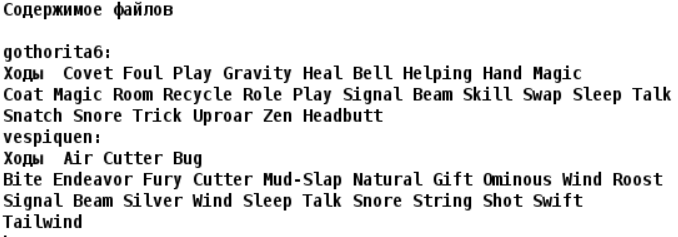 Содержимое файлов
gothorita6:
Ходы Covet Foul Play Gravity Heal Bell Helping Hand Magic
Coat Magic Room Recycle Role Play Signal Beam Skill Swap Sleep Talk
Snatch Snore Trick Uproar Zen Headbutt
vespiquen:
Ходы Air Cutter Bug
Bite Endeavor Fury Cutter Mud-Slap Natural Gift Ominous Wind Roost
Signal Beam Silver Wind Sleep Talk Snore String Shot Swift
Tailwind